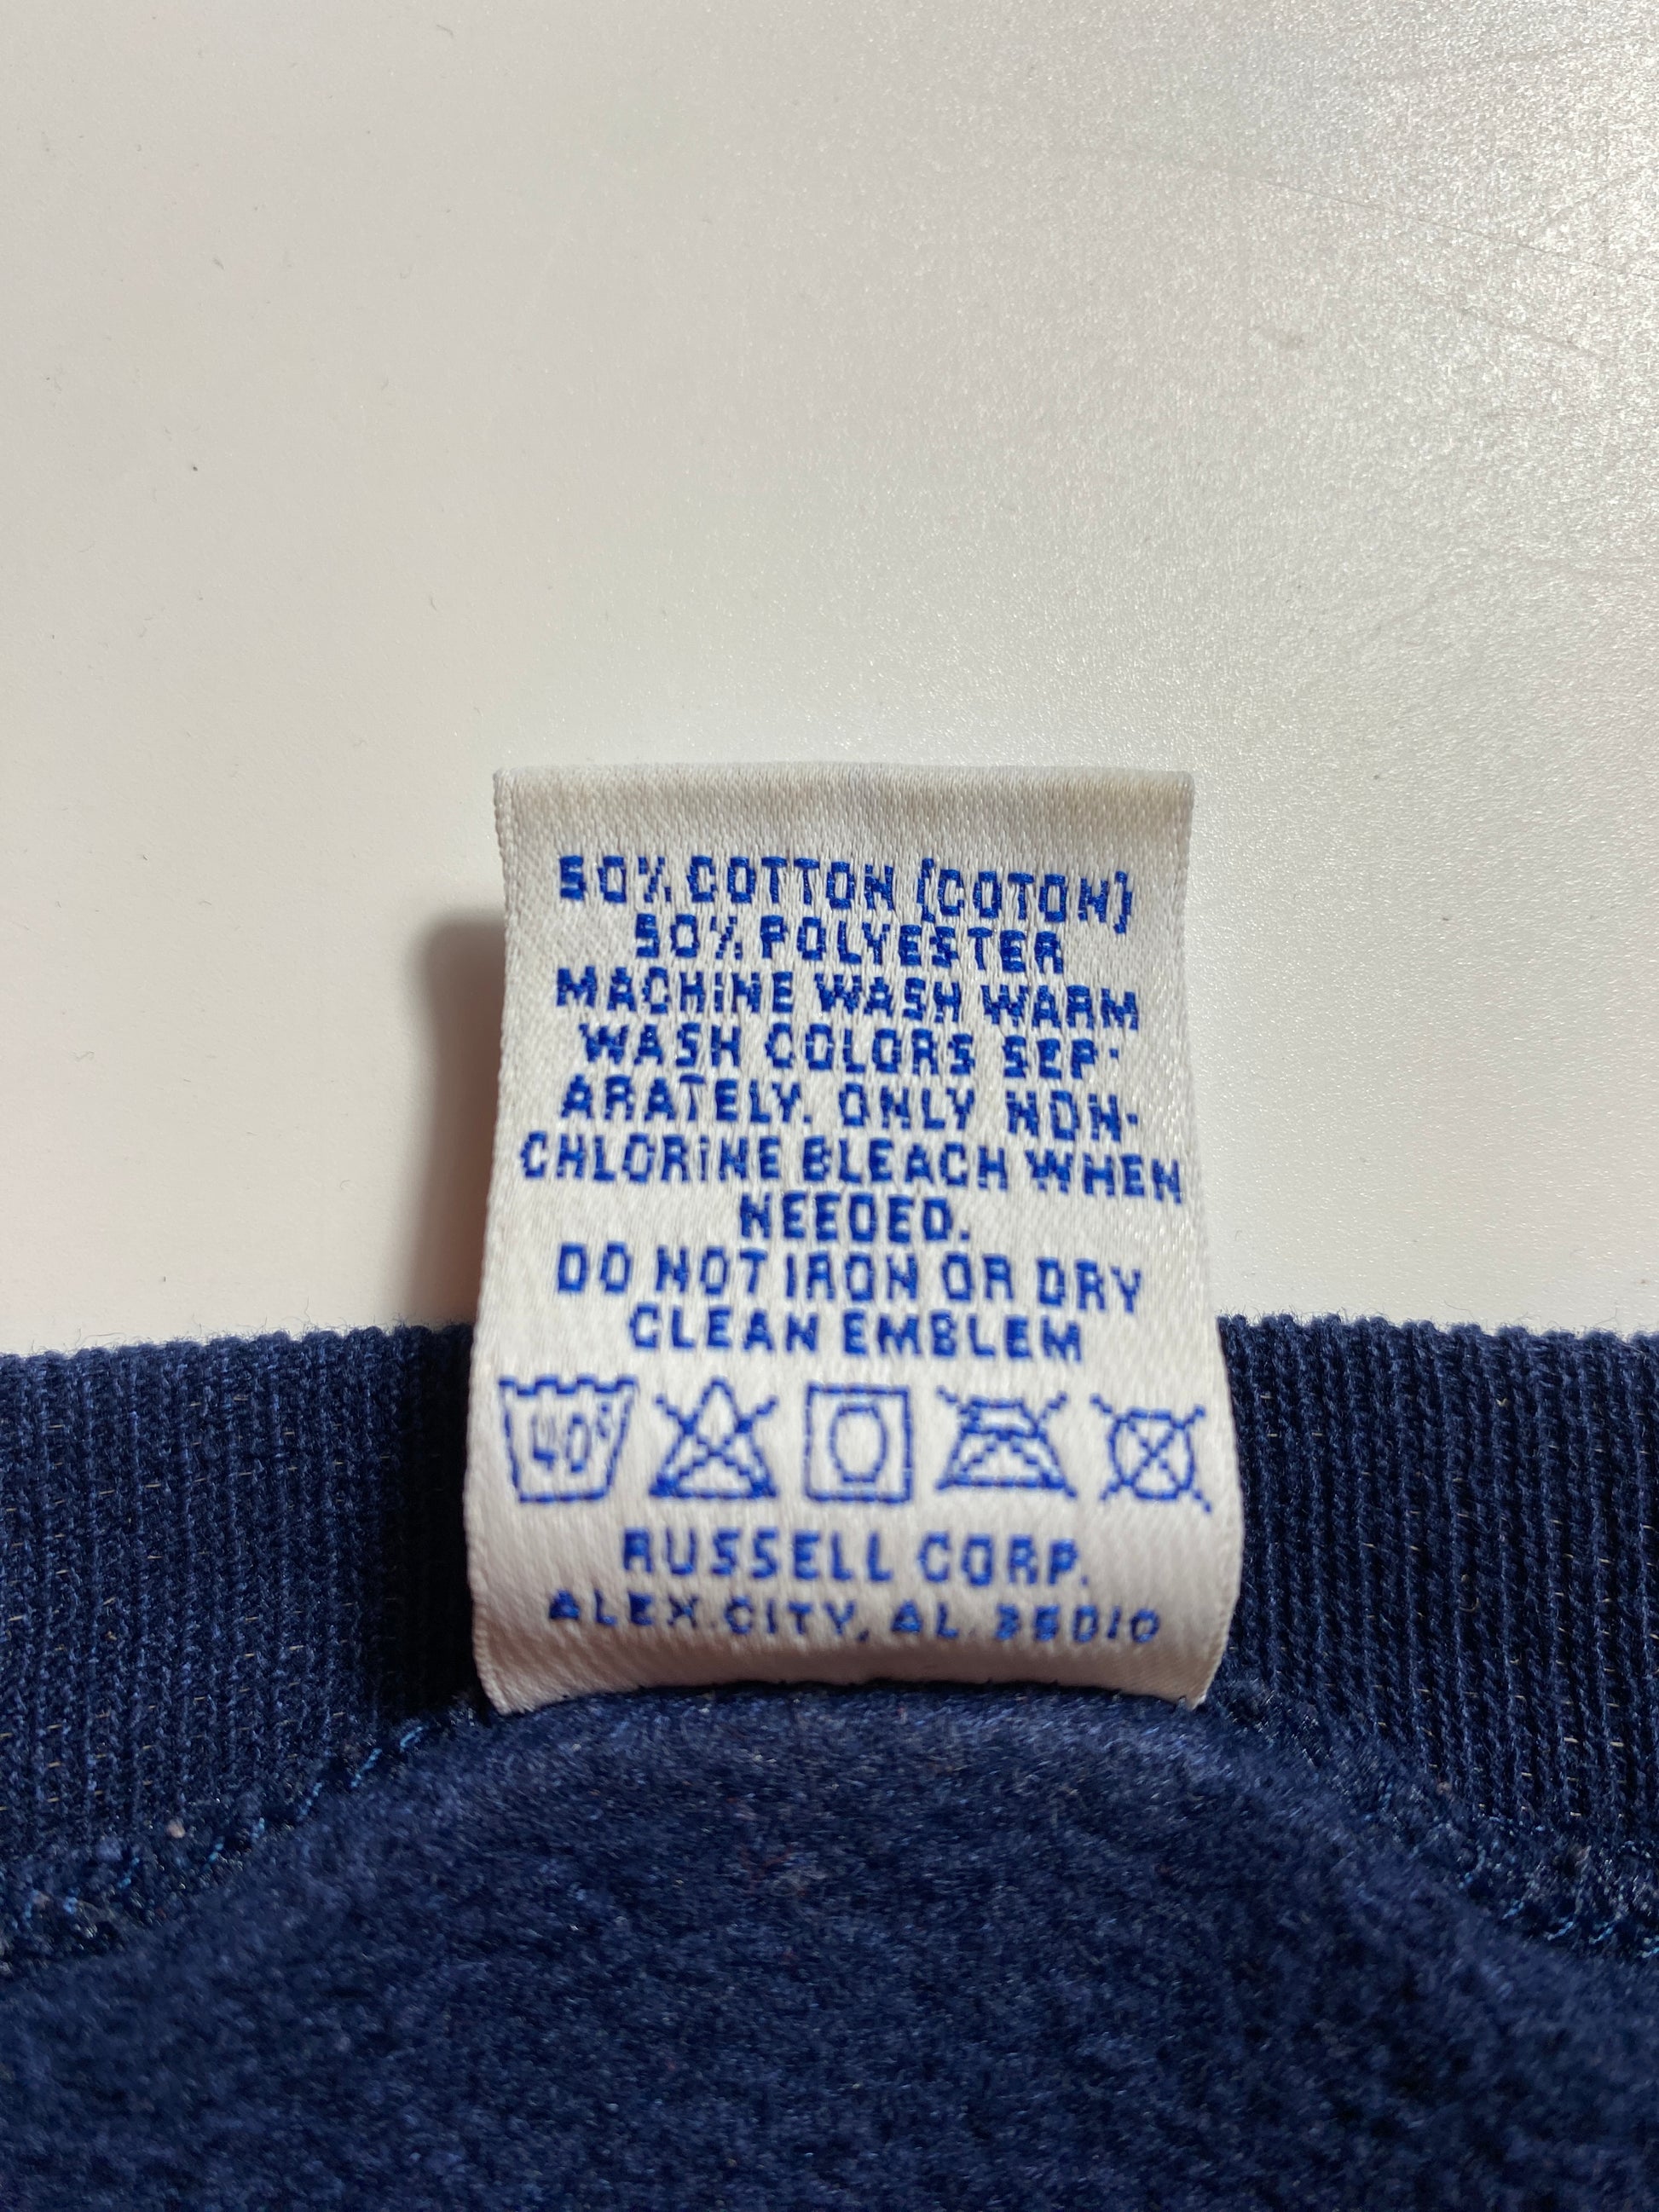 50% COTTON (COTON)
50% POLYESTER
MACHINE WASH WARM
WASH COLORS SEP-
ARATELY. ONLY NON-
CHLORINE BLEACH WHEN
NEEDED.
DO NOT IRON OR DRY
CLEAN EMBLEM
40°
RUSSELL CORP.
ALEX. CITY, AL. 35010